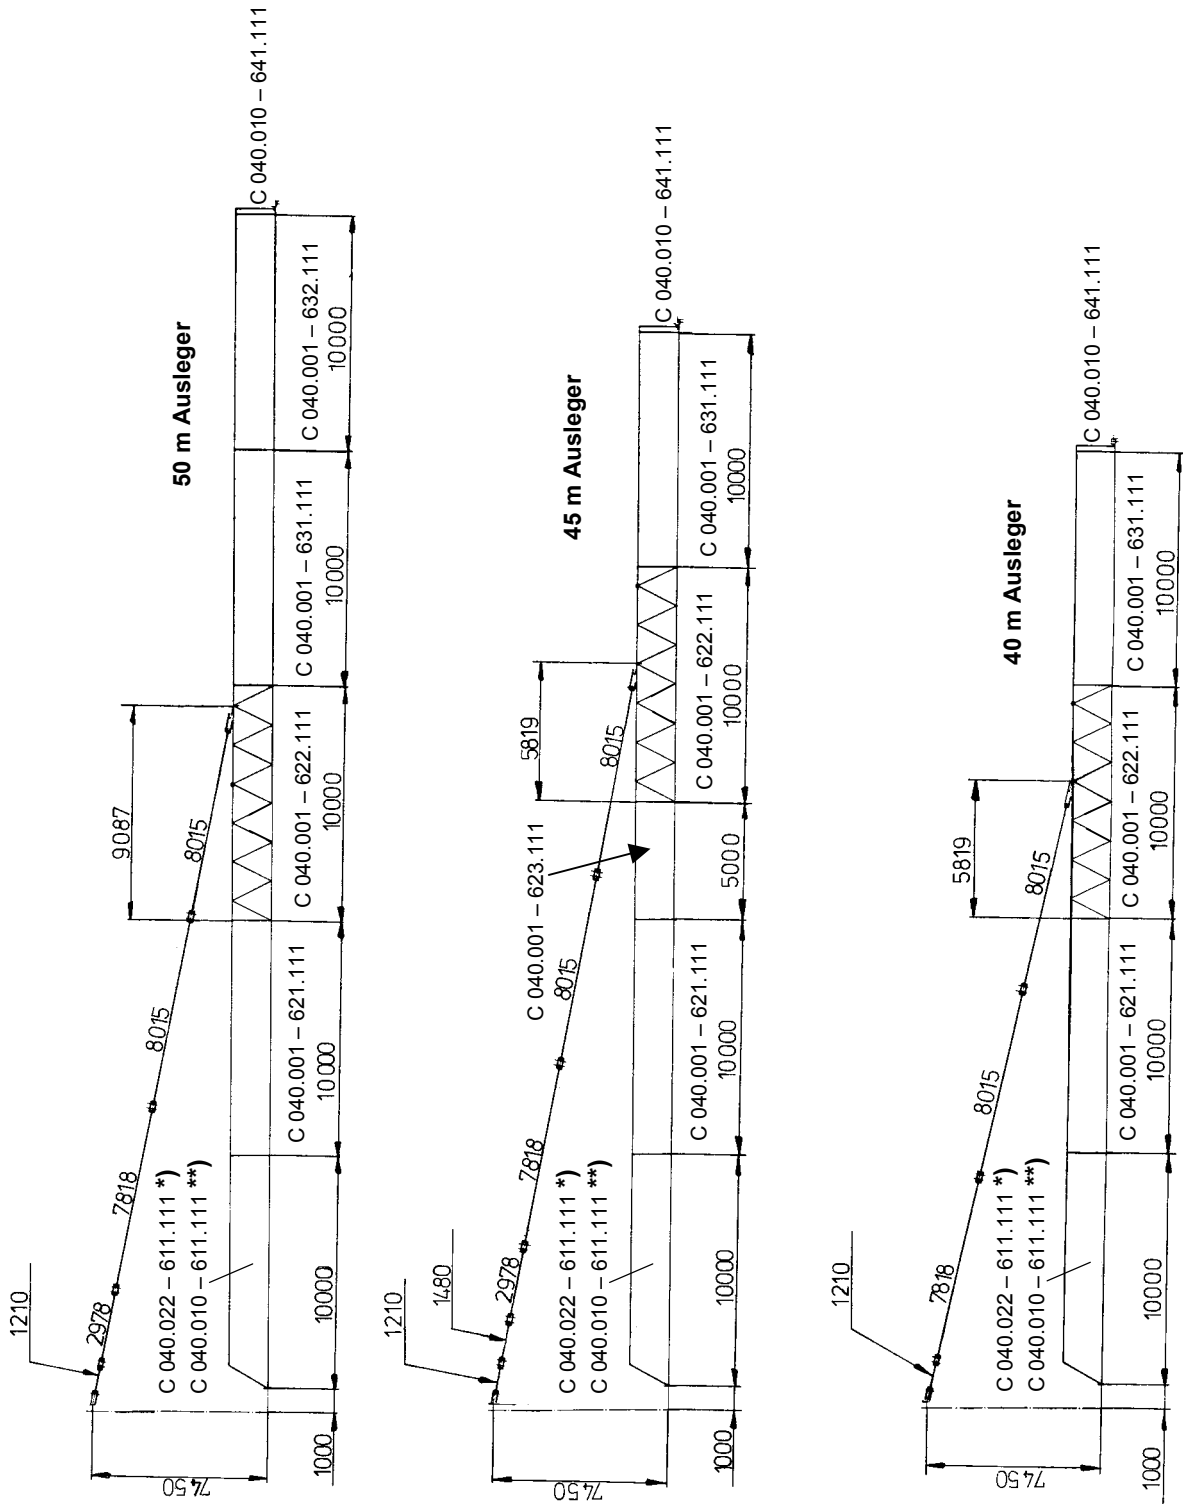 50 m Ausleger
1210
2978
7818
8015
8015
9087
7450
C 040.022 – 611.111 *)
C 040.010 – 611.111 **)
C 040.001 – 621.111
C 040.001 – 622.111
C 040.001 – 631.111
C 040.001 – 632.111
C 040.010 – 641.111
1000
10000
10000
10000
10000
10000
45 m Ausleger
1210
1480
2978
7818
8015
8015
5819
7450
C 040.001 – 623.111
C 040.022 – 611.111 *)
C 040.010 – 611.111 **)
C 040.001 – 621.111
C 040.001 – 622.111
C 040.001 – 631.111
C 040.010 – 641.111
1000
10000
10000
5000
10000
10000
40 m Ausleger
1210
7818
8015
8015
5819
7450
C 040.022 – 611.111 *)
C 040.010 – 611.111 **)
C 040.001 – 621.111
C 040.001 – 622.111
C 040.001 – 631.111
C 040.010 – 641.111
1000
10000
10000
10000
10000